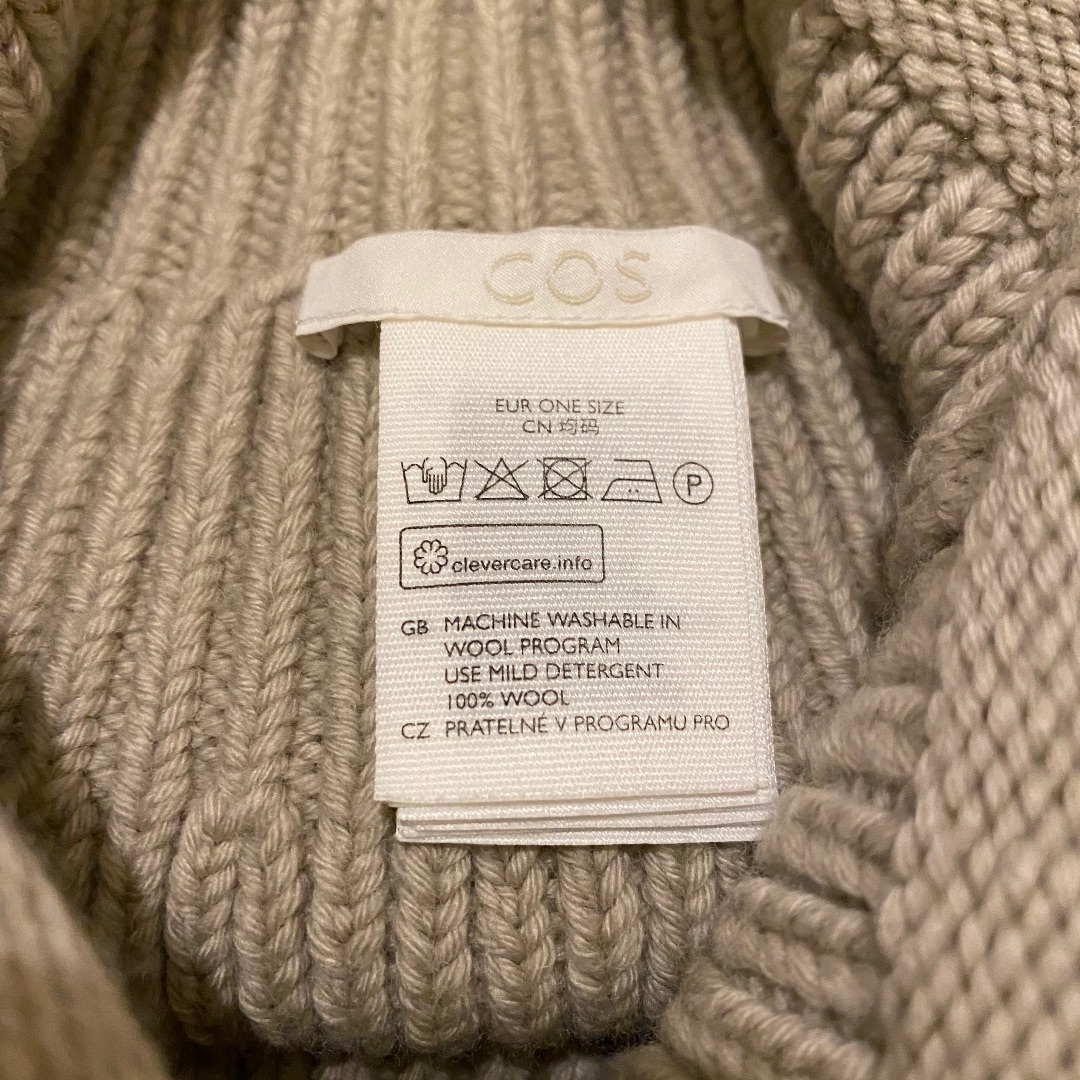 COS
EUR ONE SIZE
CN 均码
P
clevercare.info
GB MACHINE WASHABLE IN
WOOL PROGRAM
USE MILD DETERGENT
100% WOOL
CZ PRATELNÉ V PROGRAMU PRO